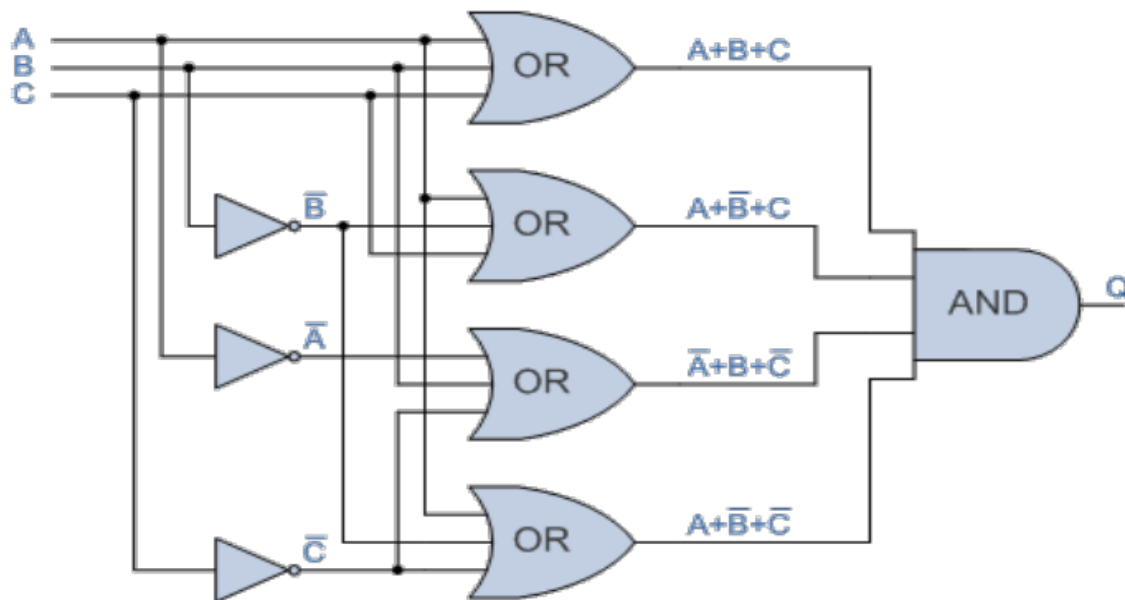 A
B
C
OR
A+B+C
B̅
OR
A+B̅+C
AND
Q
A̅
OR
A̅+B+C̅
C̅
OR
A+B̅+C̅